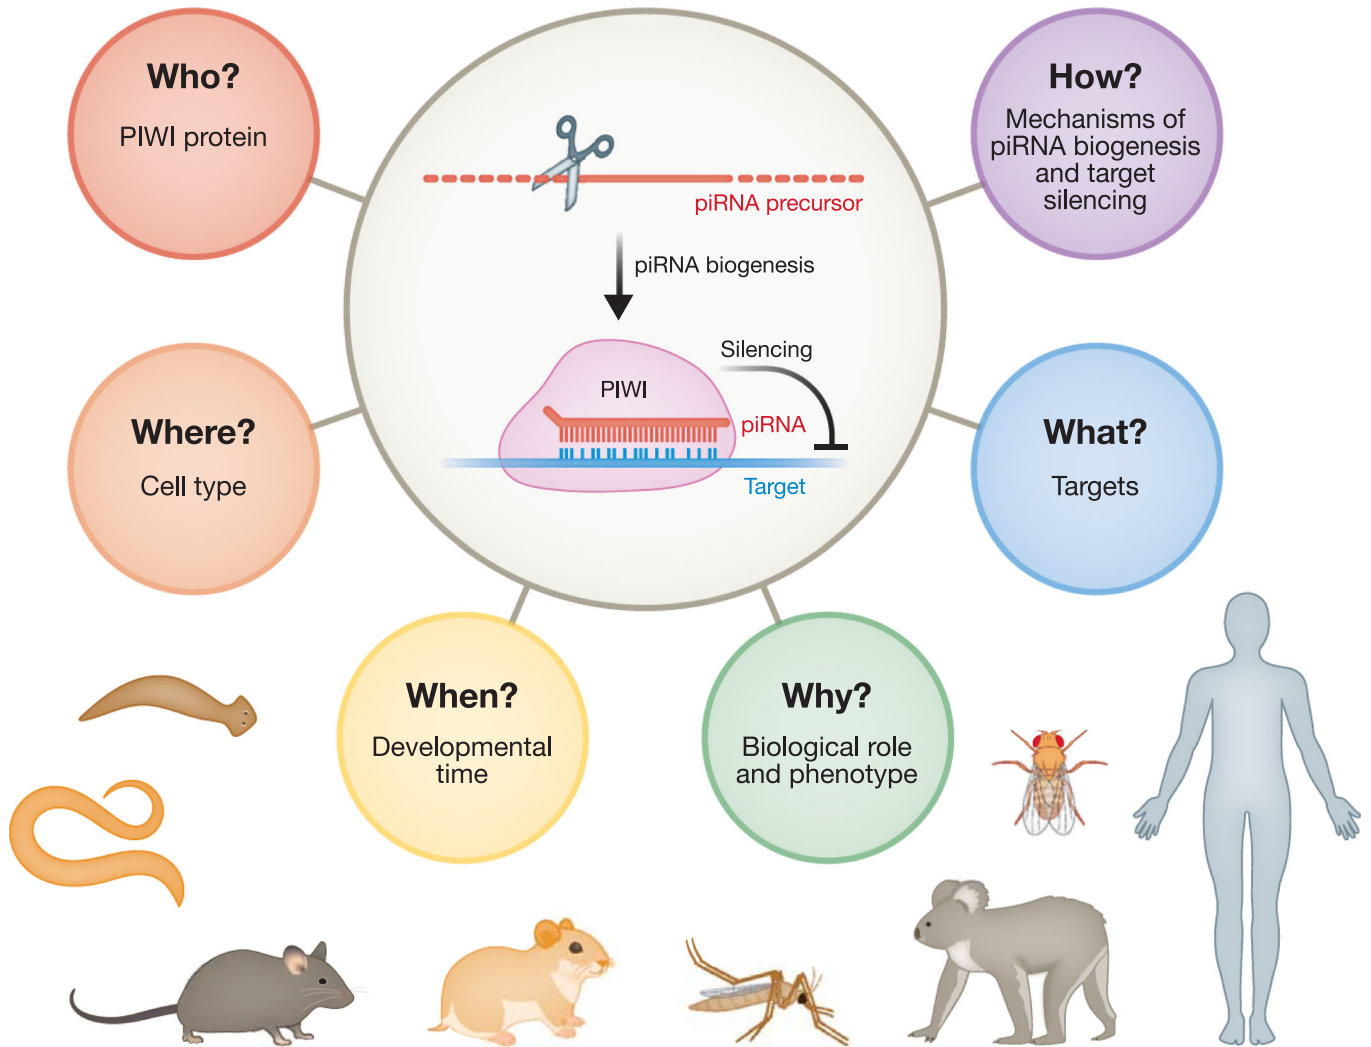 Who?
PIWI protein
How?
Mechanisms of
piRNA biogenesis
and target
silencing
piRNA precursor
piRNA biogenesis
Silencing
PIWI
piRNA
Target
Where?
Cell type
What?
Targets
When?
Developmental
time
Why?
Biological role
and phenotype